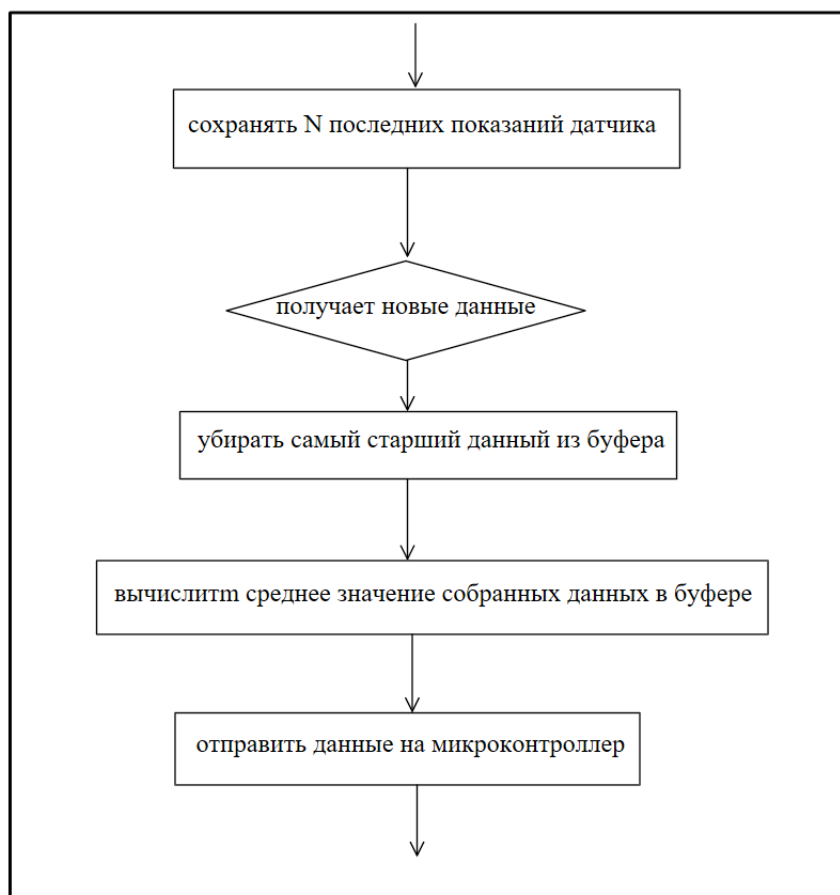 сохранять N последних показаний датчика
получает новые данные
убирать самый старший данный из буфера
вычислитm среднее значение собранных данных в буфере
отправить данные на микроконтроллер